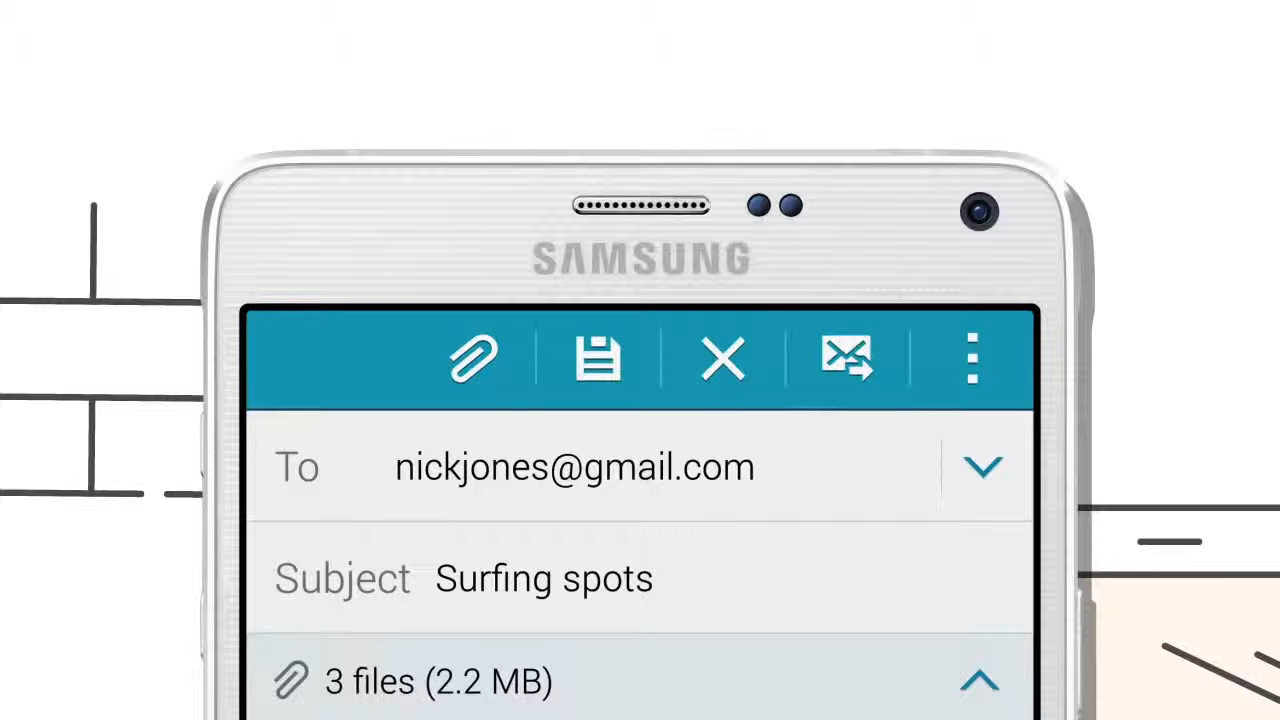 SAMSUNG
To nickjones@gmail.com
Subject Surfing spots
3 files (2.2 MB)